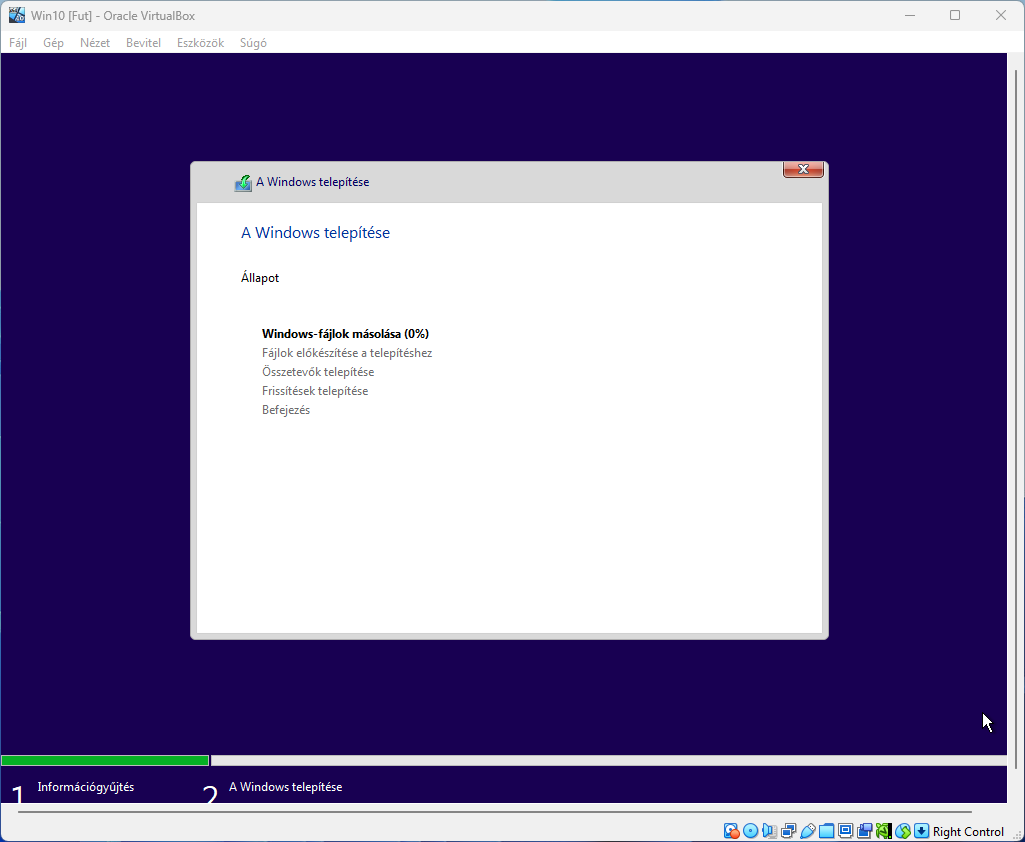 Win10 [Fut] - Oracle VirtualBox
Fájl Gép Nézet Bevitel Eszközök Súgó
A Windows telepítése
A Windows telepítése
Állapot
Windows-fájlok másolása (0%)
Fájlok előkészítése a telepítéshez
Összetevők telepítése
Frissítések telepítése
Befejezés
1 Információgyűjtés 2 A Windows telepítése
Right Control